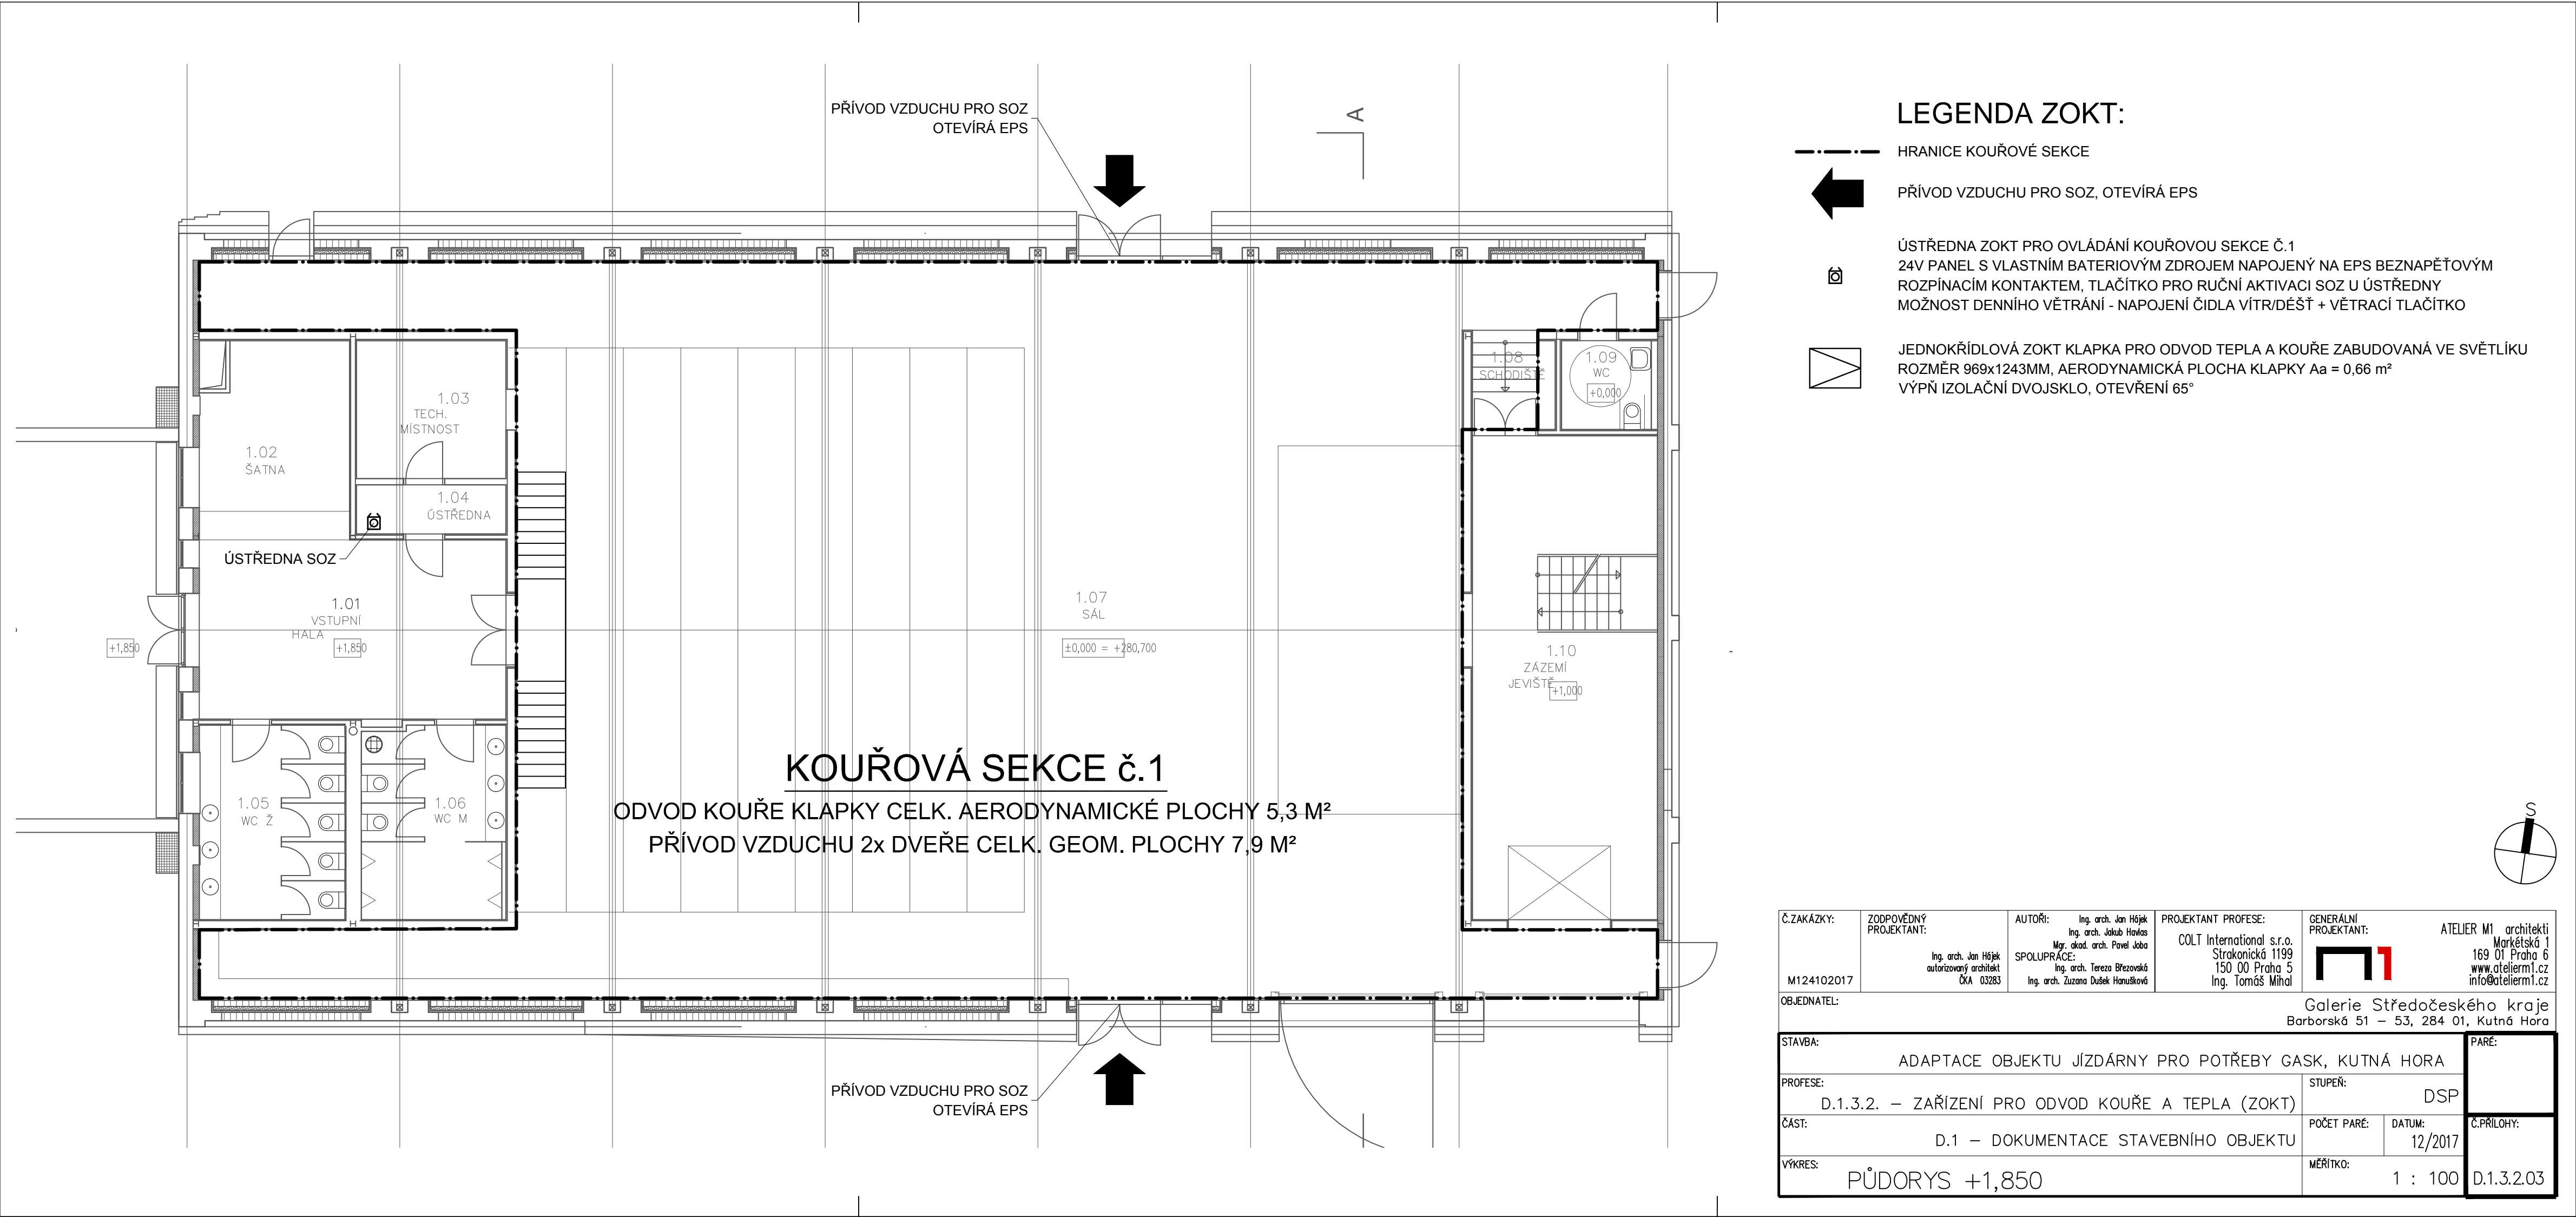 PŘÍVOD VZDUCHU PRO SOZ
OTEVÍRÁ EPS
A
1.08
SCHODIŠTĚ
1.09
WC
+0,000
1.03
TECH.
MÍSTNOST
1.02
ŠATNA
1.04
ÚSTŘEDNA
ÚSTŘEDNA SOZ
1.01
VSTUPNÍ
HALA
+1,850
+1,850
1.07
SÁL
±0,000 = +280,700
1.10
ZÁZEMÍ
JEVIŠTĚ
+1,000
KOUŘOVÁ SEKCE č.1
ODVOD KOUŘE KLAPKY CELK. AERODYNAMICKÉ PLOCHY 5,3 M²
PŘÍVOD VZDUCHU 2x DVEŘE CELK. GEOM. PLOCHY 7,9 M²
1.05
WC Ž
1.06
WC M
PŘÍVOD VZDUCHU PRO SOZ
OTEVÍRÁ EPS
LEGENDA ZOKT:
HRANICE KOUŘOVÉ SEKCE
PŘÍVOD VZDUCHU PRO SOZ, OTEVÍRÁ EPS
ÚSTŘEDNA ZOKT PRO OVLÁDÁNÍ KOUŘOVOU SEKCE Č.1
24V PANEL S VLASTNÍM BATERIOVÝM ZDROJEM NAPOJENÝ NA EPS BEZNAPĚŤOVÝM
ROZPÍNACÍM KONTAKTEM, TLAČÍTKO PRO RUČNÍ AKTIVACI SOZ U ÚSTŘEDNY
MOŽNOST DENNÍHO VĚTRÁNÍ - NAPOJENÍ ČIDLA VÍTR/DÉŠŤ + VĚTRACÍ TLAČÍTKO
JEDNOKŘÍDLOVÁ ZOKT KLAPKA PRO ODVOD TEPLA A KOUŘE ZABUDOVANÁ VE SVĚTLÍKU
ROZMĚR 969x1243MM, AERODYNAMICKÁ PLOCHA KLAPKY Aa = 0,66 m²
VÝPŇ IZOLAČNÍ DVOJSKLO, OTEVŘENÍ 65°
S
Č.ZAKÁZKY:
M124102017
ZODPOVĚDNÝ
PROJEKTANT:
Ing. arch. Jan Hájek
autorizovaný architekt
ČKA 03283
AUTOŘI: Ing. arch. Jan Hájek
Ing. arch. Jakub Havlas
Mgr. akad. arch. Pavel Joba
SPOLUPRÁCE:
Ing. arch. Tereza Březovská
Ing. arch. Zuzana Dušek Hanušková
PROJEKTANT PROFESE:
COLT International s.r.o.
Strakonická 1199
150 00 Praha 5
Ing. Tomáš Mihal
GENERÁLNÍ
PROJEKTANT:
ATELIER M1 architekti
Markétská 1
169 01 Praha 6
www.atelierm1.cz
info@atelierm1.cz
OBJEDNATEL:
Galerie Středočeského kraje
Barborská 51 – 53, 284 01, Kutná Hora
STAVBA:
ADAPTACE OBJEKTU JÍZDÁRNY PRO POTŘEBY GASK, KUTNÁ HORA
PARÉ:
PROFESE:
D.1.3.2. – ZAŘÍZENÍ PRO ODVOD KOUŘE A TEPLA (ZOKT)
STUPEŇ:
DSP
ČÁST:
D.1 – DOKUMENTACE STAVEBNÍHO OBJEKTU
POČET PARÉ:
DATUM:
12/2017
Č.PŘÍLOHY:
VÝKRES:
PŮDORYS +1,850
MĚŘÍTKO:
1 : 100
D.1.3.2.03